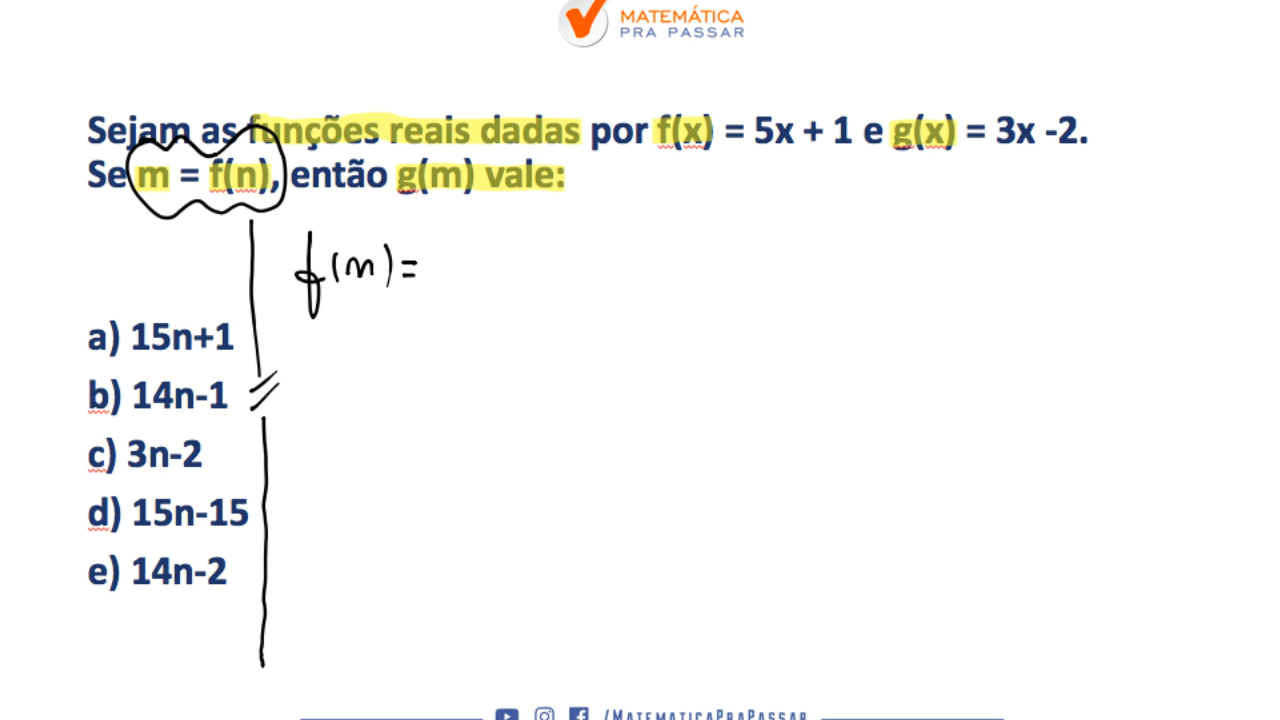 MATEMÁTICA
PRA PASSAR
Sejam as funções reais dadas por f(x) = 5x + 1 e g(x) = 3x -2.
Se m = f(n), então g(m) vale:
f(n)=
a) 15n+1
b) 14n-1
c) 3n-2
d) 15n-15
e) 14n-2
/MATEMATICAPRAPASSAR